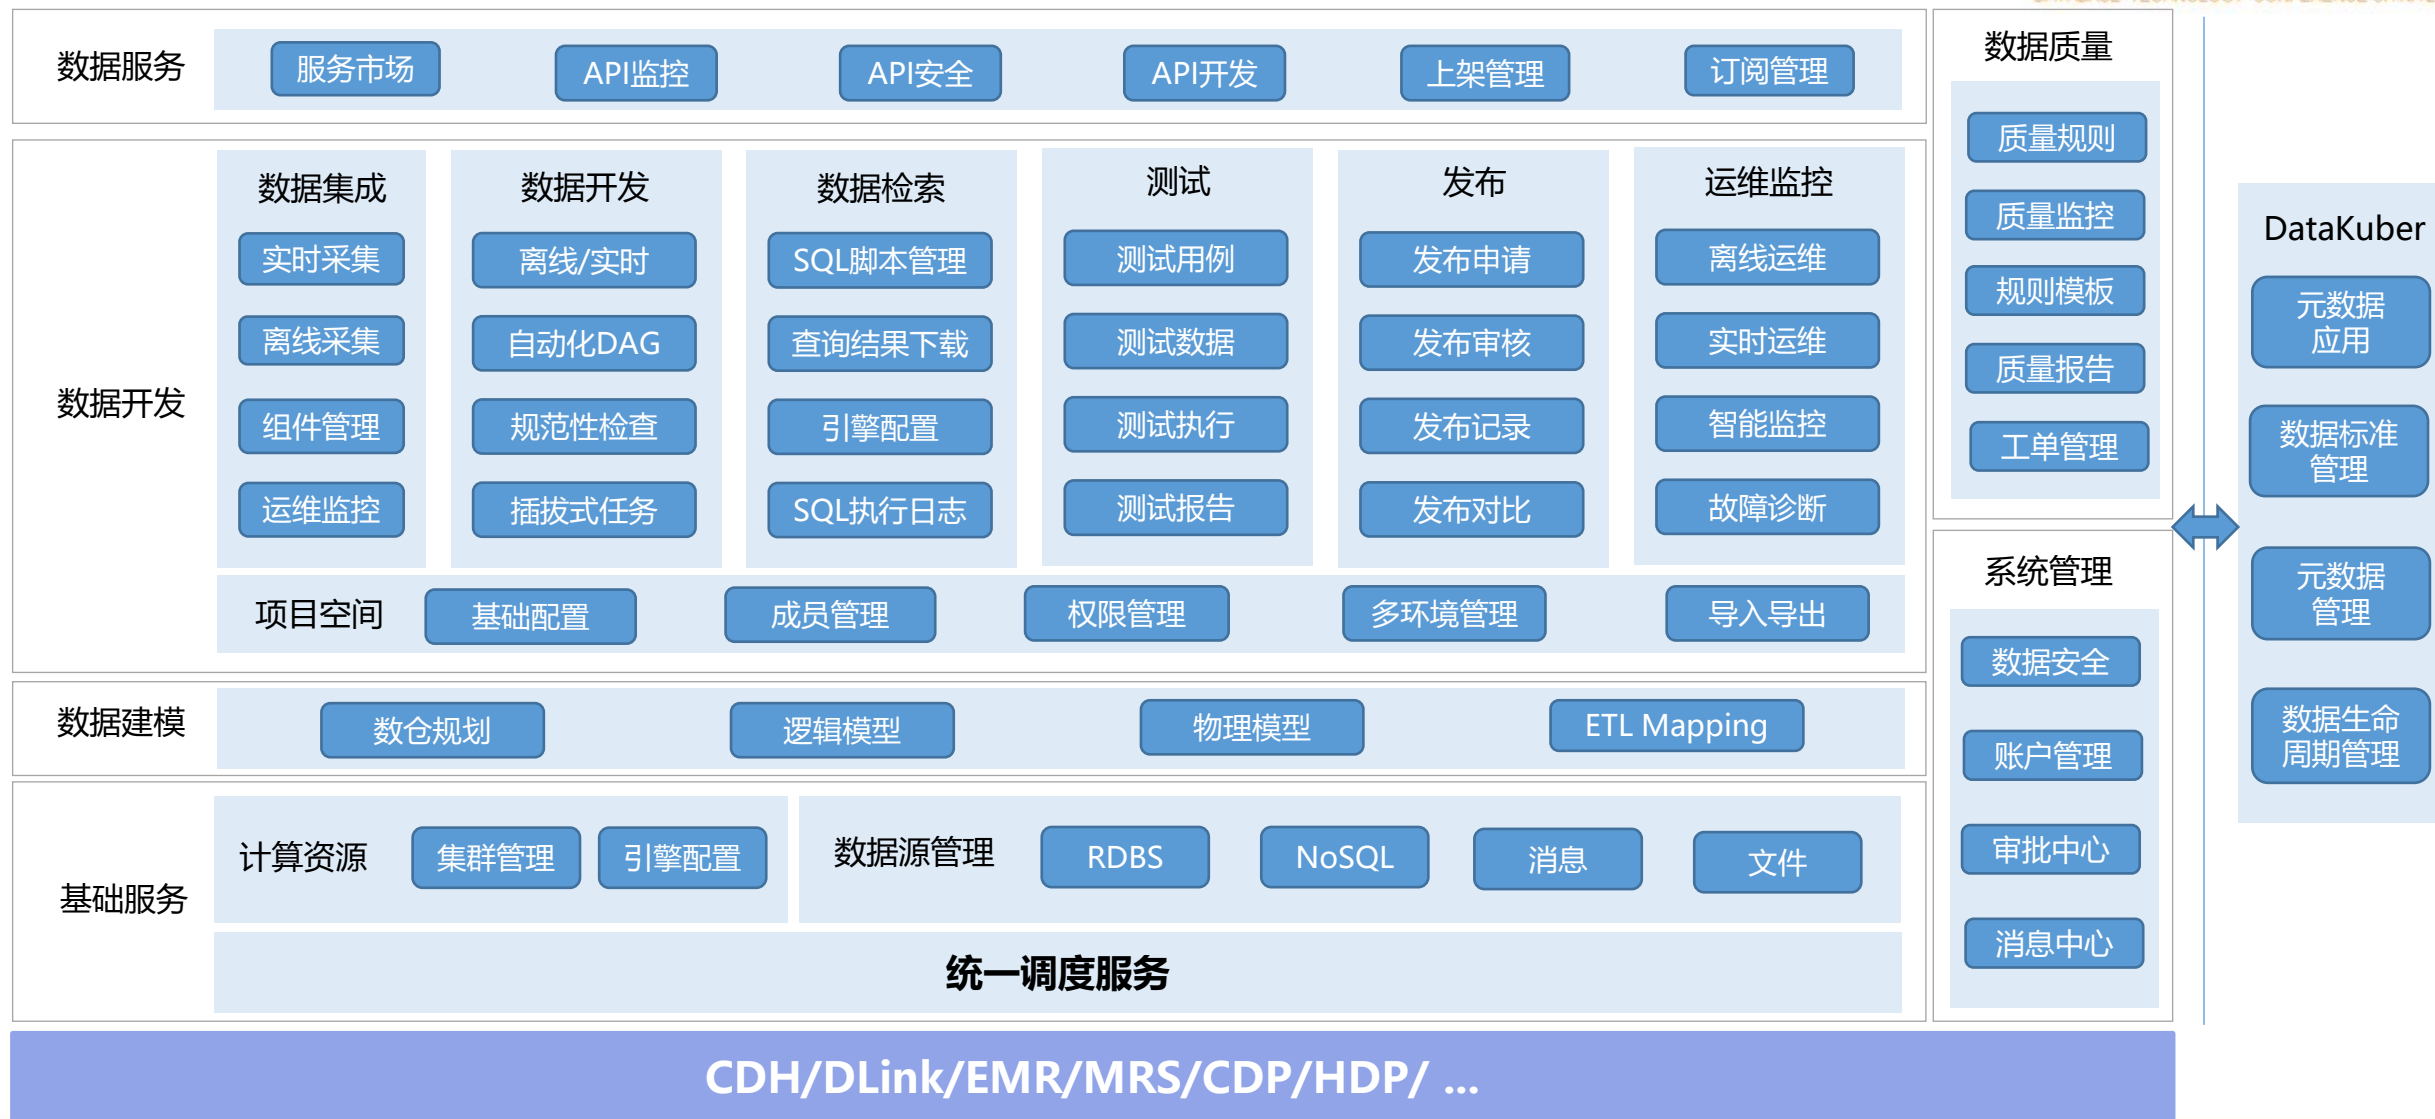 数据服务
服务市场
API监控
API安全
API开发
上架管理
订阅管理
数据开发
数据集成
实时采集
离线采集
组件管理
运维监控
数据开发
离线/实时
自动化DAG
规范性检查
插拔式任务
数据检索
SQL脚本管理
查询结果下载
引擎配置
SQL执行日志
测试
测试用例
测试数据
测试执行
测试报告
发布
发布申请
发布审核
发布记录
发布对比
运维监控
离线运维
实时运维
智能监控
故障诊断
项目空间
基础配置
成员管理
权限管理
多环境管理
导入导出
数据建模
数仓规划
逻辑模型
物理模型
ETL Mapping
基础服务
计算资源
集群管理
引擎配置
数据源管理
RDBS
NoSQL
消息
文件
统一调度服务
CDH/DLink/EMR/MRS/CDP/HDP/ ...
数据质量
质量规则
质量监控
规则模板
质量报告
工单管理
系统管理
数据安全
账户管理
审批中心
消息中心
DataKuber
元数据
应用
数据标准
管理
元数据
管理
数据生命
周期管理